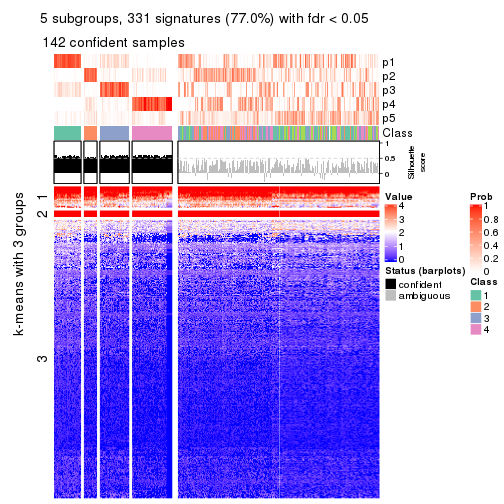 5 subgroups, 331 signatures (77.0%) with fdr < 0.05
142 confident samples
p1
p2
p3
p4
p5
Class
1
0.5
0
Silhouette
score
k-means with 3 groups
1
2
3
Value
4
3
2
1
0
Prob
1
0.8
0.6
0.4
0.2
0
Status (barplots)
confident
ambiguous
Class
1
2
3
4